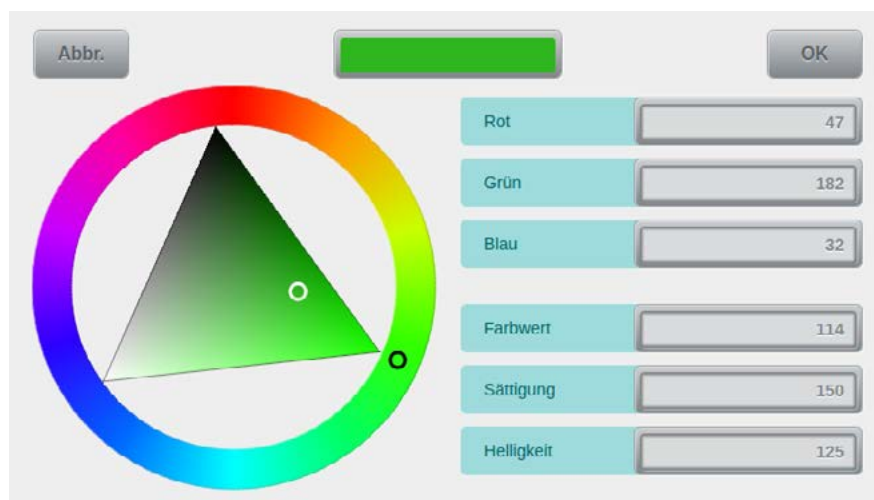 Abbr.
OK
Rot 47
Grün 182
Blau 32
Farbwert 114
Sättigung 150
Helligkeit 125